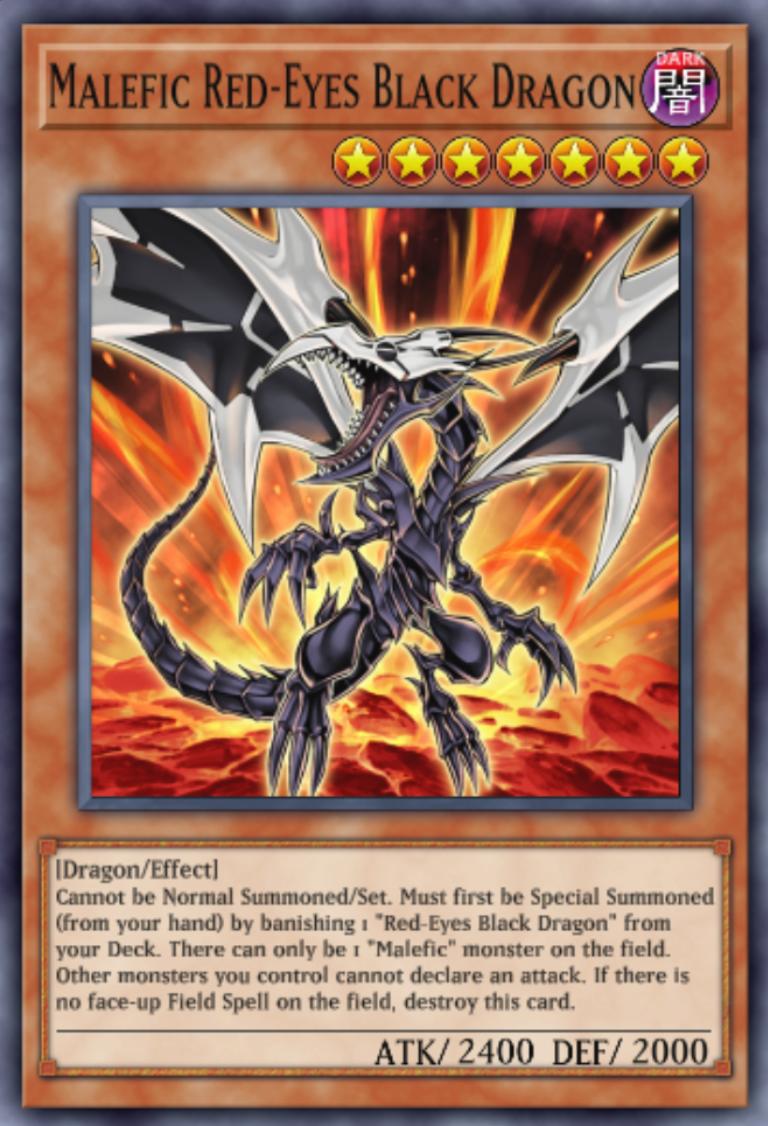 MALEFIC RED-EYES BLACK DRAGON
DARK
闇
[Dragon/Effect]
Cannot be Normal Summoned/Set. Must first be Special Summoned
(from your hand) by banishing 1 "Red-Eyes Black Dragon" from
your Deck. There can only be 1 "Malefic" monster on the field.
Other monsters you control cannot declare an attack. If there is
no face-up Field Spell on the field, destroy this card.
ATK/ 2400 DEF/ 2000